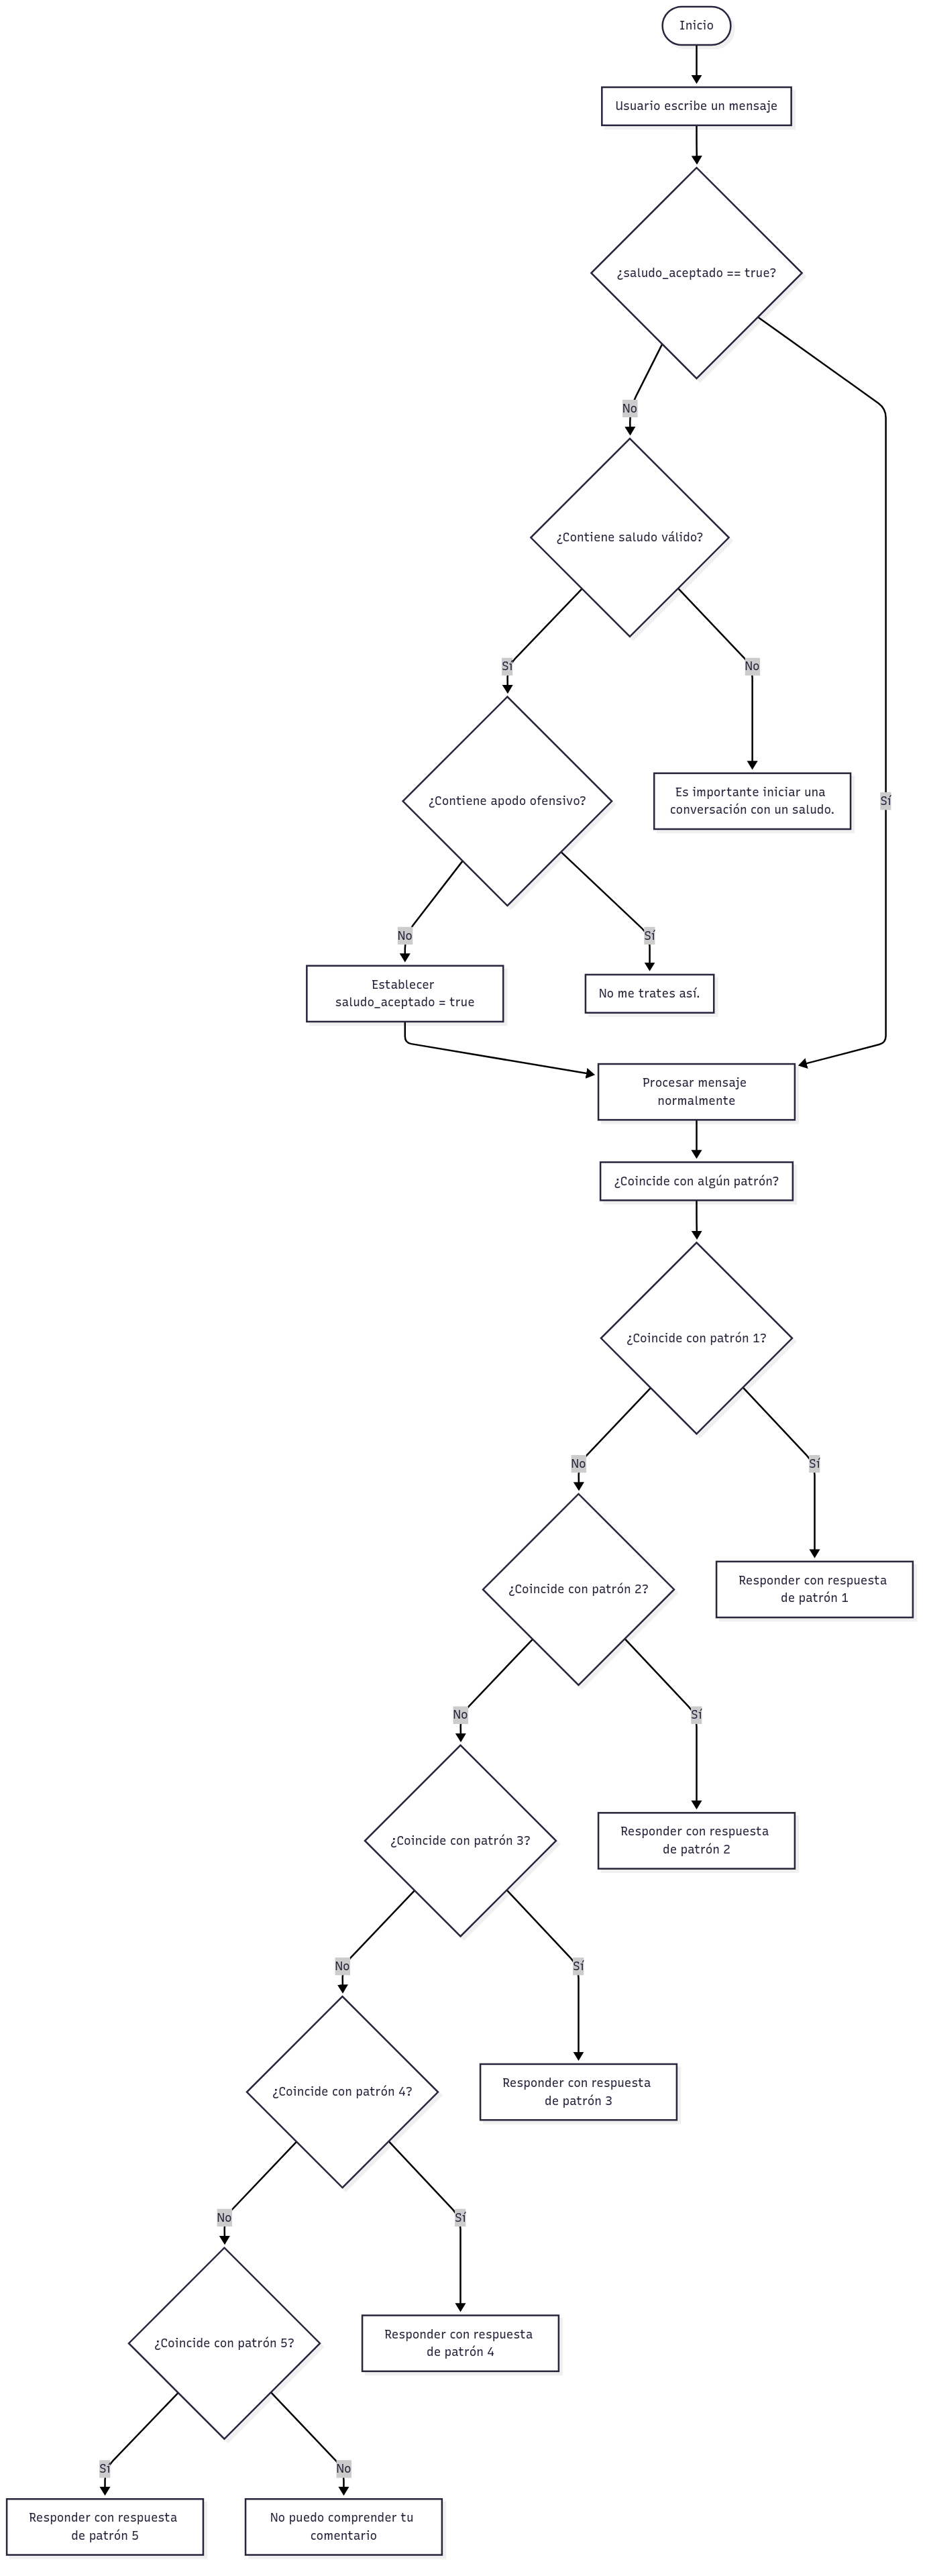 Inicio
Usuario escribe un mensaje
¿saludo_aceptado == true?
No
¿Contiene saludo válido?
Sí
No
¿Contiene apodo ofensivo?
Es importante iniciar una
conversación con un saludo.
Sí
No
Sí
Establecer
saludo_aceptado = true
No me trates así.
Procesar mensaje
normalmente
¿Coincide con algún patrón?
¿Coincide con patrón 1?
No
Sí
¿Coincide con patrón 2?
Responder con respuesta
de patrón 1
No
Sí
¿Coincide con patrón 3?
Responder con respuesta
de patrón 2
No
Sí
¿Coincide con patrón 4?
Responder con respuesta
de patrón 3
No
Sí
¿Coincide con patrón 5?
Responder con respuesta
de patrón 4
Sí
No
Responder con respuesta
de patrón 5
No puedo comprender tu
comentario